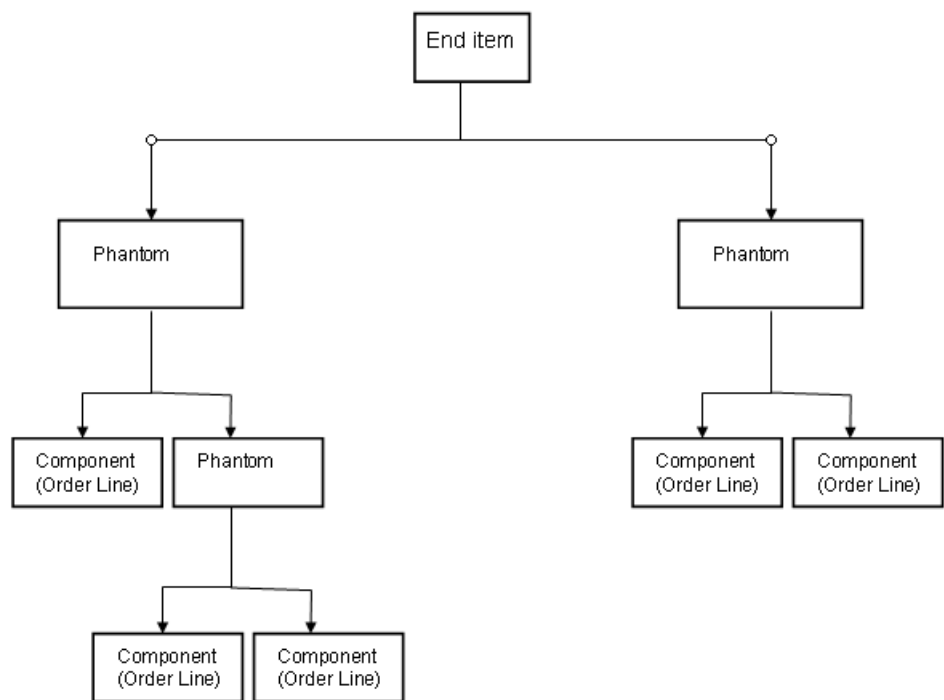 End item
Phantom
Phantom
Component
(Order Line)
Phantom
Component
(Order Line)
Component
(Order Line)
Component
(Order Line)
Component
(Order Line)